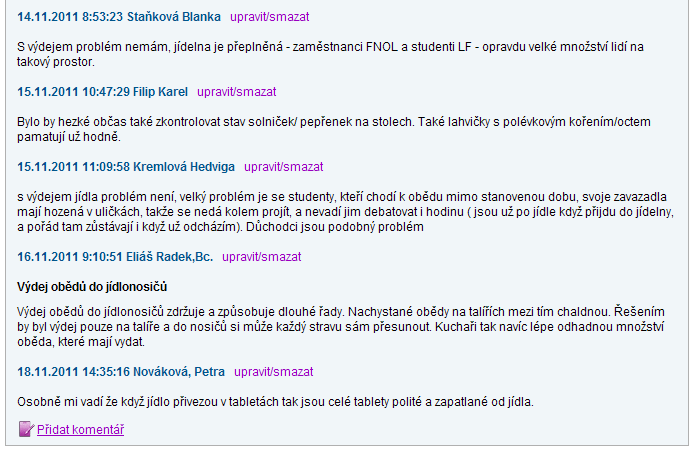 14.11.2011 8:53:23 Staňková Blanka upravit/smazat
S výdejem problém nemám, jídelna je přeplněná - zaměstnanci FNOL a studenti LF - opravdu velké množství lidí na
takový prostor.
15.11.2011 10:47:29 Filip Karel upravit/smazat
Bylo by hezké občas také zkontrolovat stav solniček/ pepřenek na stolech. Také lahvičky s polévkovým kořením/octem
pamatují už hodně.
15.11.2011 11:09:58 Kremlová Hedviga upravit/smazat
s výdejem jídla problém není, velký problém je se studenty, kteří chodí k obědu mimo stanovenou dobu, svoje zavazadla
mají hozená v uličkách, takže se nedá kolem projít, a nevadí jim debatovat i hodinu ( jsou už po jídle když přijdu do jídelny,
a pořád tam zůstávají i když už odcházím). Důchodci jsou podobný problém
16.11.2011 9:10:51 Eliáš Radek,Bc. upravit/smazat
Výdej obědů do jídlonosičů
Výdej obědů do jídlonosičů zdržuje a způsobuje dlouhé řady. Nachystané obědy na talířích mezi tím chaldnou. Řešením
by byl výdej pouze na talíře a do nosičů si může každý stravu sám přesunout. Kuchaři tak navíc lépe odhadnou množství
oběda, které mají vydat.
18.11.2011 14:35:16 Nováková, Petra upravit/smazat
Osobně mi vadí že když jídlo přivezou v tabletách tak jsou celé tablety polité a zapatlané od jídla.
Přidat komentář